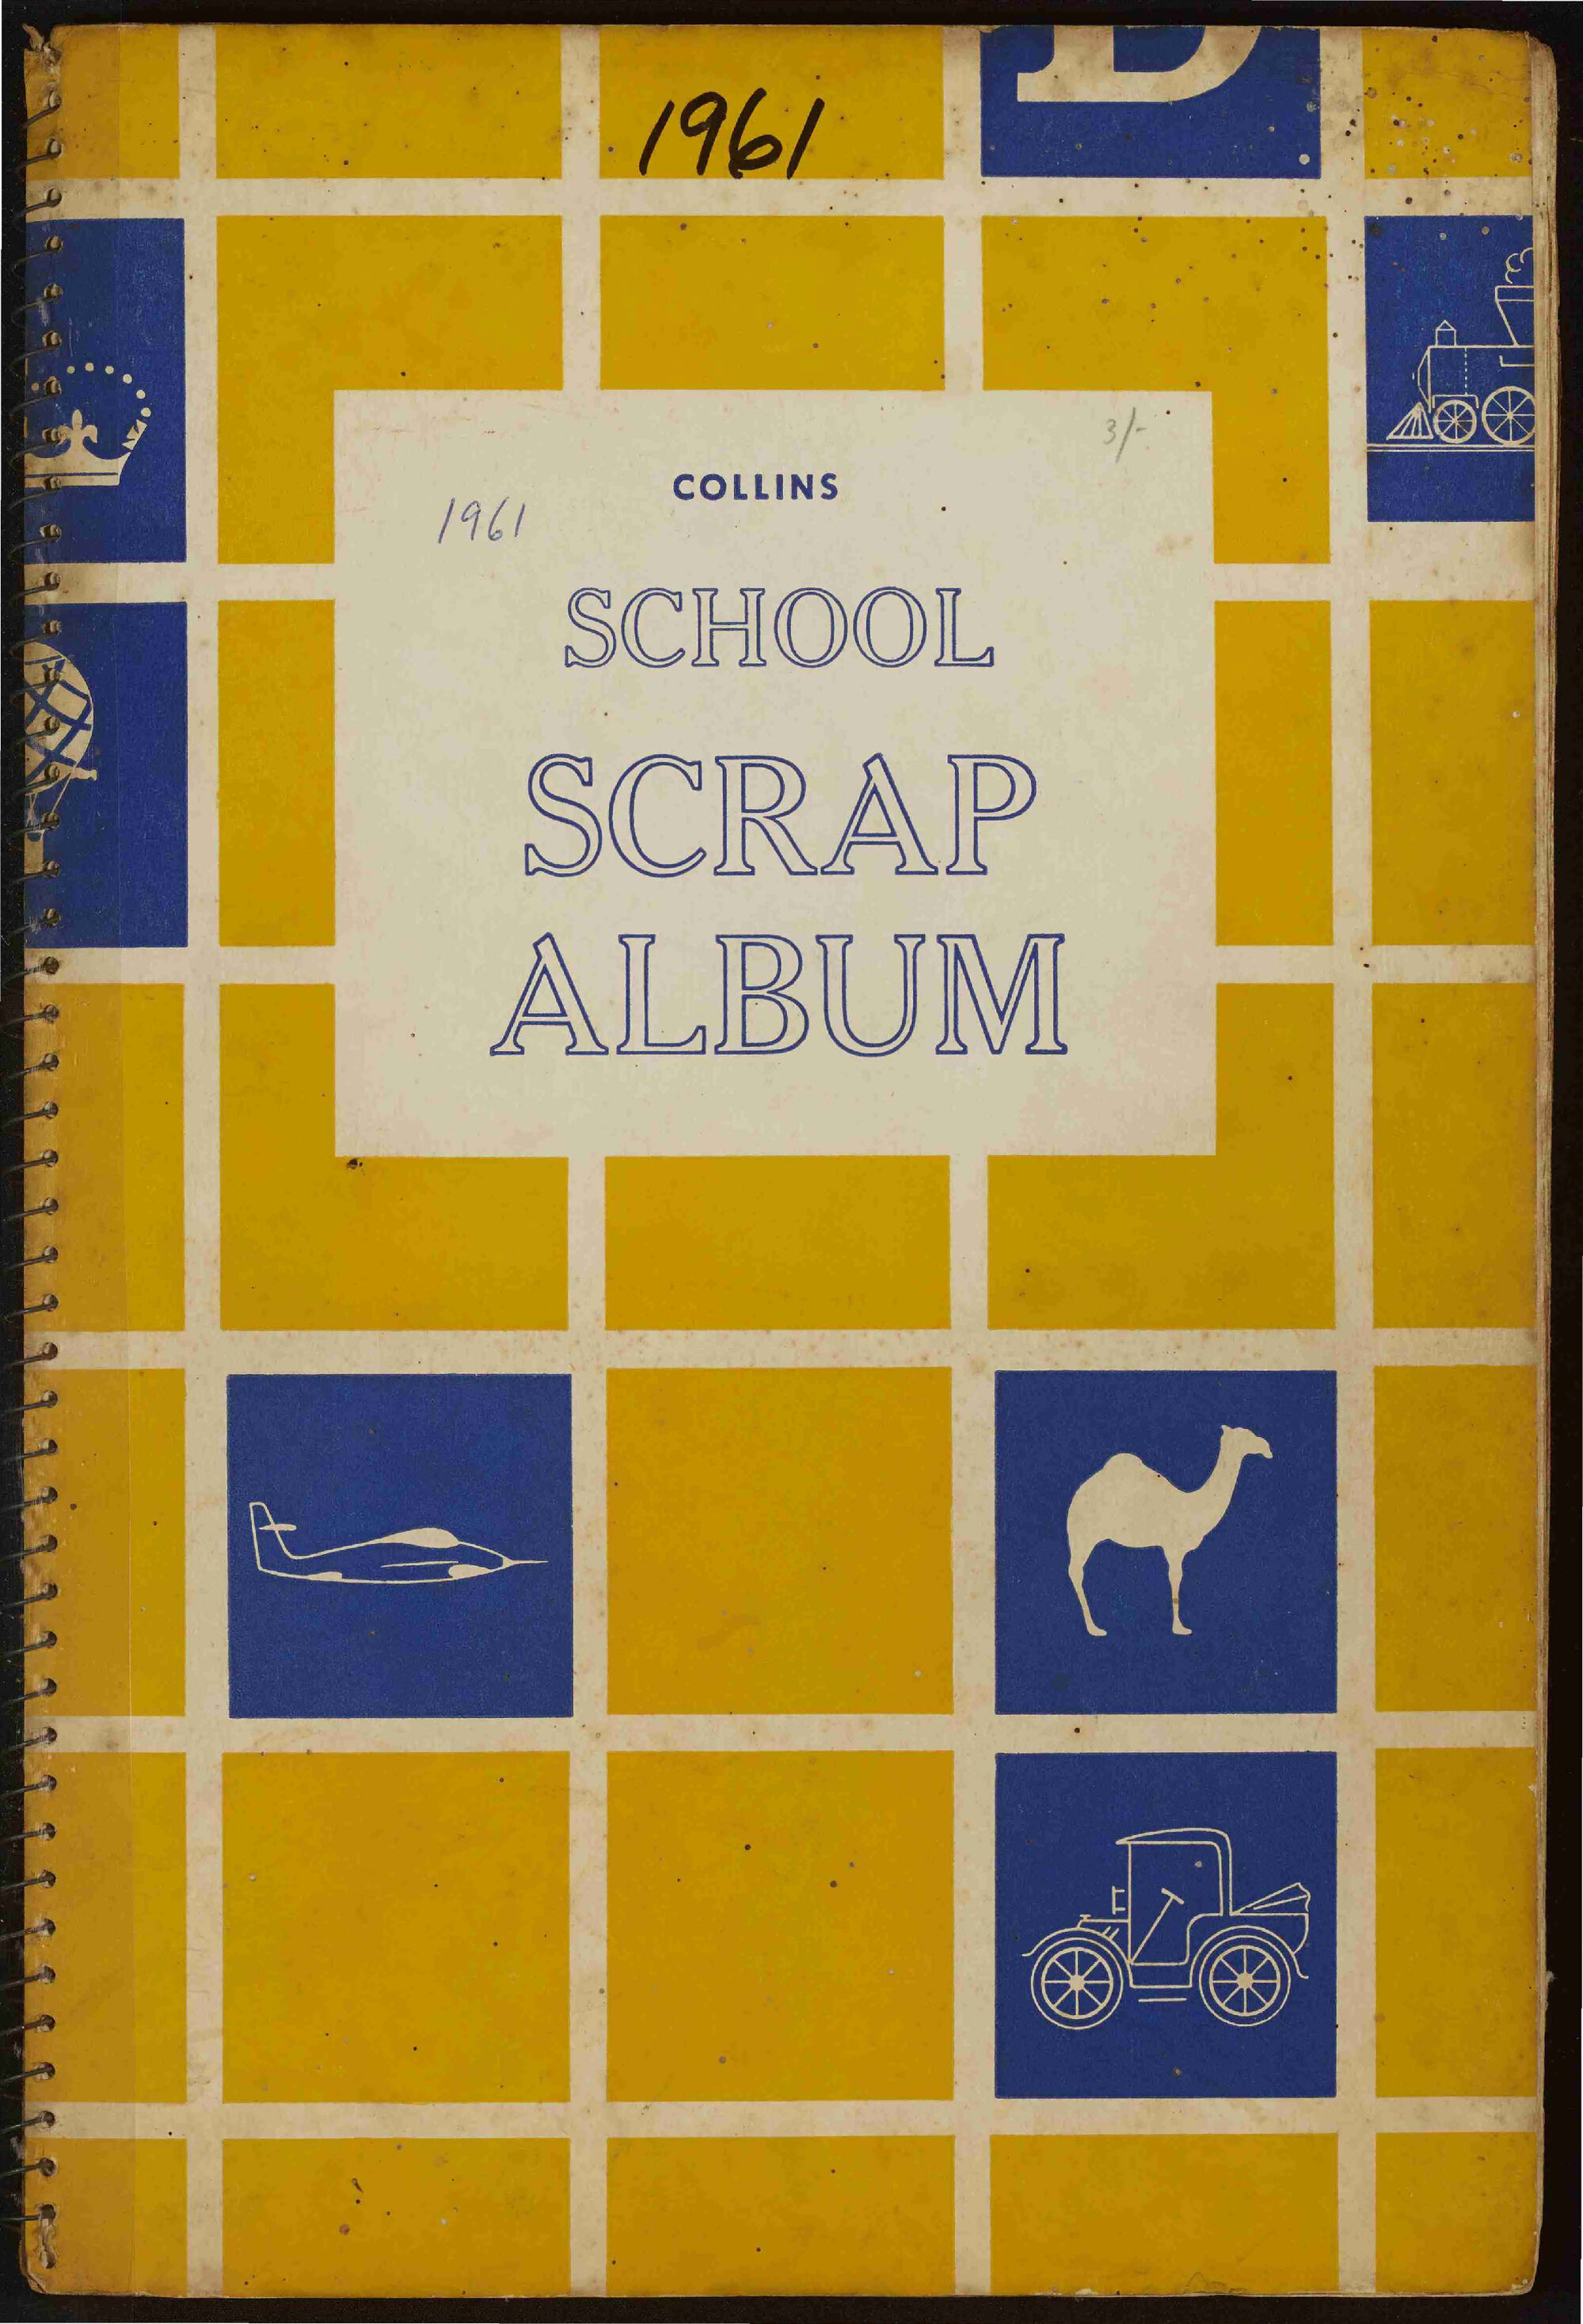 1961
3/-
COLLINS
1961
SCHOOL
SCRAP
ALBUM